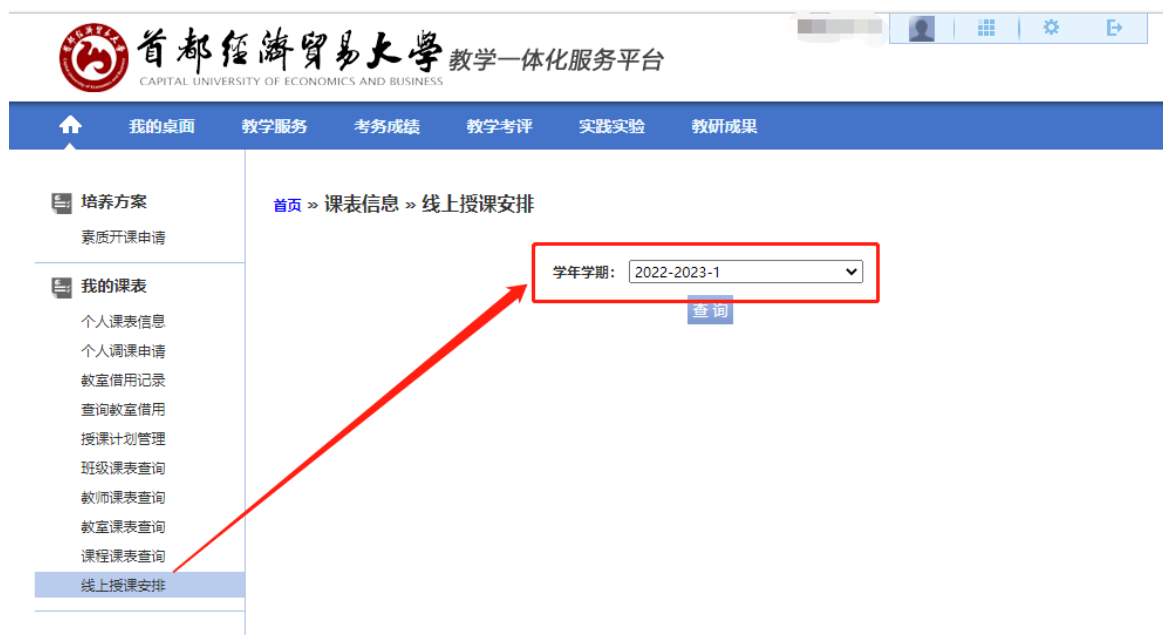 首都经济贸易大学 教学一体化服务平台
CAPITAL UNIVERSITY OF ECONOMICS AND BUSINESS
我的桌面 教学服务 考务成绩 教学考评 实践实验 教研成果
培养方案
素质开课申请
我的课表
个人课表信息
个人调课申请
教室借用记录
查询教室借用
授课计划管理
班级课表查询
教师课表查询
教室课表查询
课程课表查询
线上授课安排
首页 » 课表信息 » 线上授课安排
学年学期： 2022-2023-1
查 询